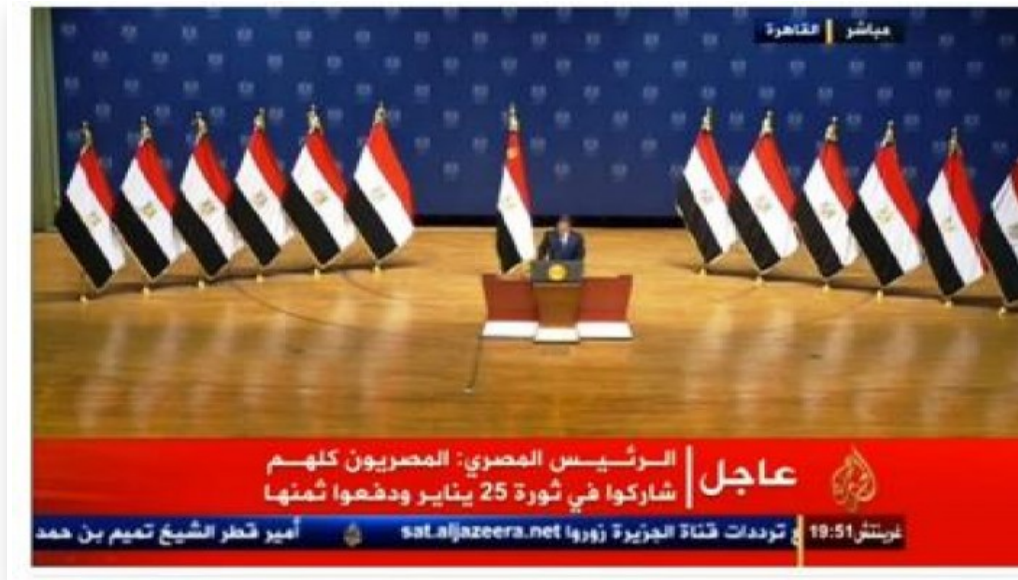 مباشر | القاهرة
عاجل
الرئيس المصري: المصريون كلهم
شاركوا في ثورة 25 يناير ودفعوا ثمنها
غرينتش 19:51
ترددات قناة الجزيرة زوروا sat.aljazeera.net
أمير قطر الشيخ تميم بن حمد